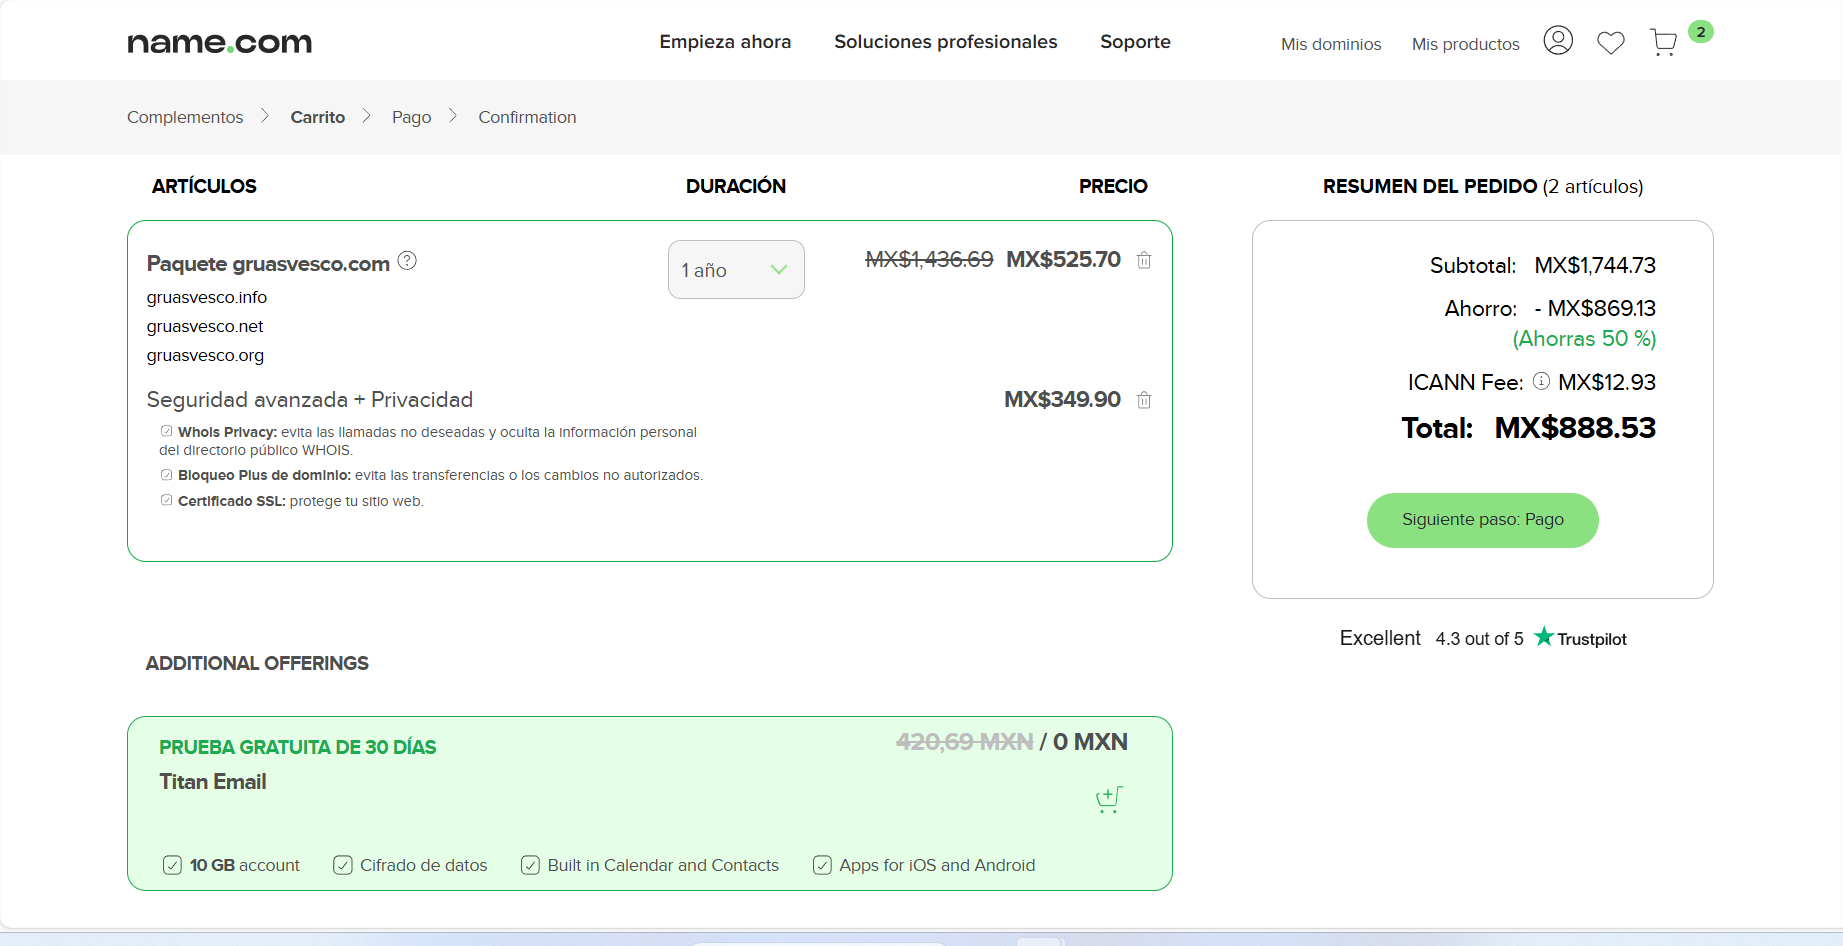 name.com
Empieza ahora
Soluciones profesionales
Soporte
Mis dominios
Mis productos
2
Complementos
Carrito
Pago
Confirmation
ARTÍCULOS
DURACIÓN
PRECIO
RESUMEN DEL PEDIDO (2 artículos)
Paquete gruasvesco.com ?
1 año
MX$1,436.69 MX$525.70
gruasvesco.info
gruasvesco.net
gruasvesco.org
Seguridad avanzada + Privacidad
MX$349.90
Whois Privacy: evita las llamadas no deseadas y oculta la información personal
del directorio público WHOIS.
Bloqueo Plus de dominio: evita las transferencias o los cambios no autorizados.
Certificado SSL: protege tu sitio web.
Subtotal: MX$1,744.73
Ahorro: - MX$869.13
(Ahorras 50 %)
ICANN Fee: i MX$12.93
Total: MX$888.53
Siguiente paso: Pago
Excellent 4.3 out of 5 Trustpilot
ADDITIONAL OFFERINGS
PRUEBA GRATUITA DE 30 DÍAS
420,69 MXN / 0 MXN
Titan Email
10 GB account
Cifrado de datos
Built in Calendar and Contacts
Apps for iOS and Android